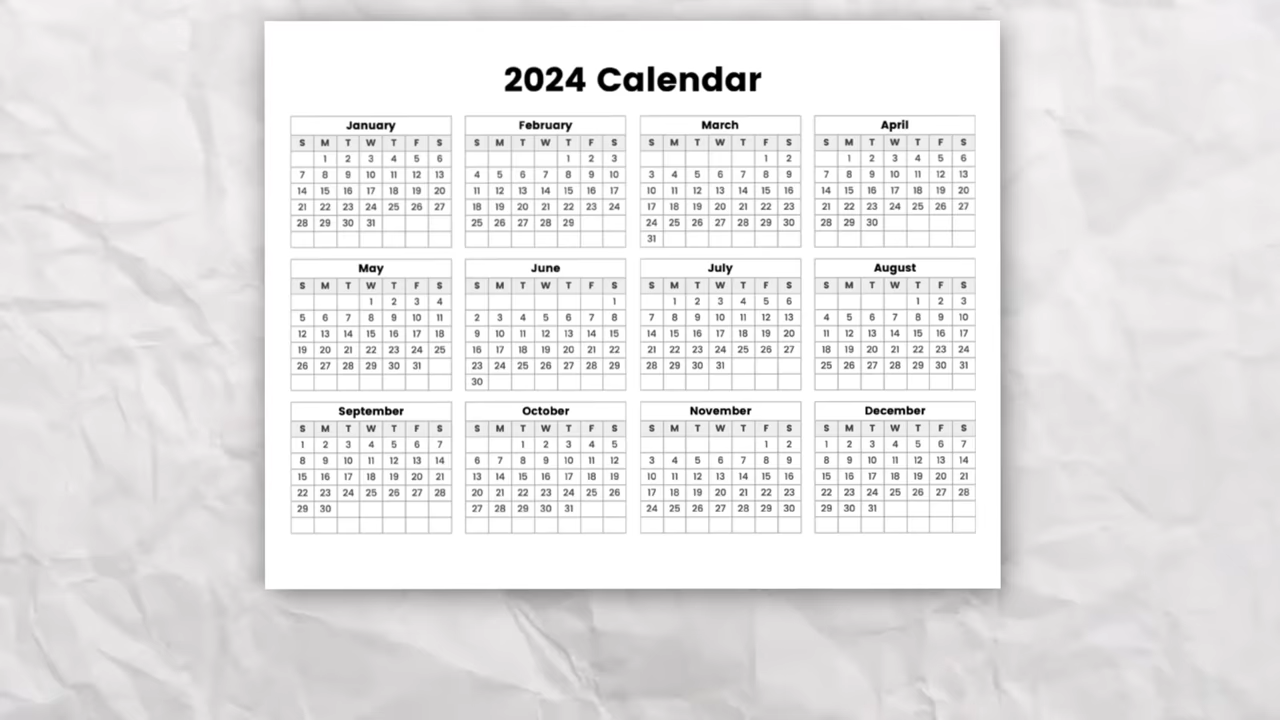 2024 Calendar
January
S M T W T F S
1 2 3 4 5 6
7 8 9 10 11 12 13
14 15 16 17 18 19 20
21 22 23 24 25 26 27
28 29 30 31
February
S M T W T F S
1 2 3
4 5 6 7 8 9 10
11 12 13 14 15 16 17
18 19 20 21 22 23 24
25 26 27 28 29
March
S M T W T F S
1 2
3 4 5 6 7 8 9
10 11 12 13 14 15 16
17 18 19 20 21 22 23
24 25 26 27 28 29 30
31
April
S M T W T F S
1 2 3 4 5 6
7 8 9 10 11 12 13
14 15 16 17 18 19 20
21 22 23 24 25 26 27
28 29 30
May
S M T W T F S
1 2 3 4
5 6 7 8 9 10 11
12 13 14 15 16 17 18
19 20 21 22 23 24 25
26 27 28 29 30 31
June
S M T W T F S
1
2 3 4 5 6 7 8
9 10 11 12 13 14 15
16 17 18 19 20 21 22
23 24 25 26 27 28 29
30
July
S M T W T F S
1 2 3 4 5 6
7 8 9 10 11 12 13
14 15 16 17 18 19 20
21 22 23 24 25 26 27
28 29 30 31
August
S M T W T F S
1 2 3
4 5 6 7 8 9 10
11 12 13 14 15 16 17
18 19 20 21 22 23 24
25 26 27 28 29 30 31
September
S M T W T F S
1 2 3 4 5 6 7
8 9 10 11 12 13 14
15 16 17 18 19 20 21
22 23 24 25 26 27 28
29 30
October
S M T W T F S
1 2 3 4 5
6 7 8 9 10 11 12
13 14 15 16 17 18 19
20 21 22 23 24 25 26
27 28 29 30 31
November
S M T W T F S
1 2
3 4 5 6 7 8 9
10 11 12 13 14 15 16
17 18 19 20 21 22 23
24 25 26 27 28 29 30
December
S M T W T F S
1 2 3 4 5 6 7
8 9 10 11 12 13 14
15 16 17 18 19 20 21
22 23 24 25 26 27 28
29 30 31